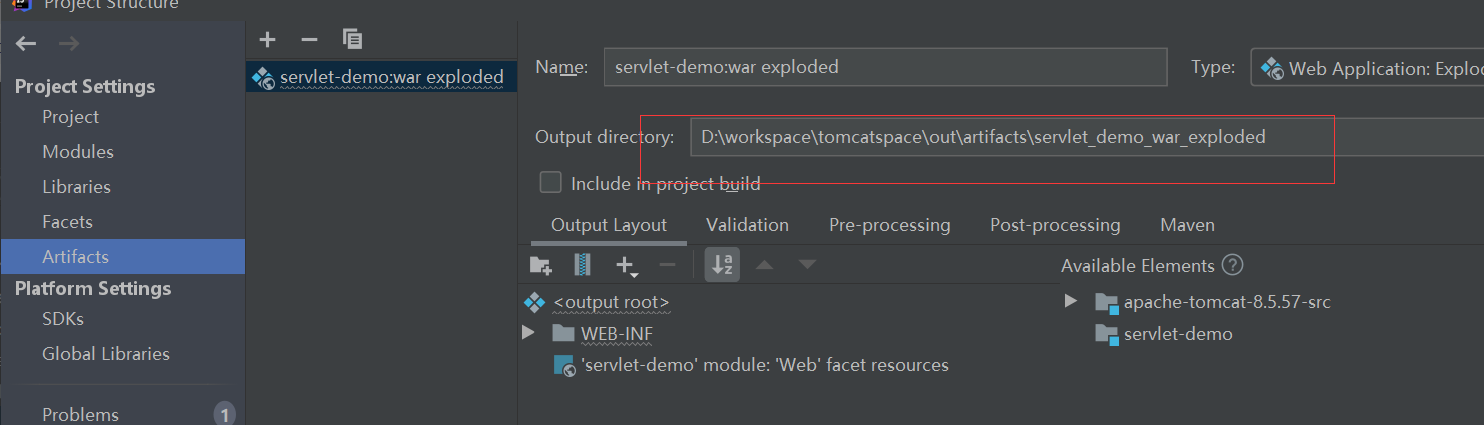 Project Structure
Project Settings
Project
Modules
Libraries
Facets
Artifacts
Platform Settings
SDKs
Global Libraries
Problems 1
servlet-demo:war exploded
Name: servlet-demo:war exploded Type: Web Application: Explo
Output directory: D:\workspace\tomcatspace\out\artifacts\servlet_demo_war_exploded
Include in project build
Output Layout Validation Pre-processing Post-processing Maven
Available Elements ?
<output root>
WEB-INF
'servlet-demo' module: 'Web' facet resources
apache-tomcat-8.5.57-src
servlet-demo